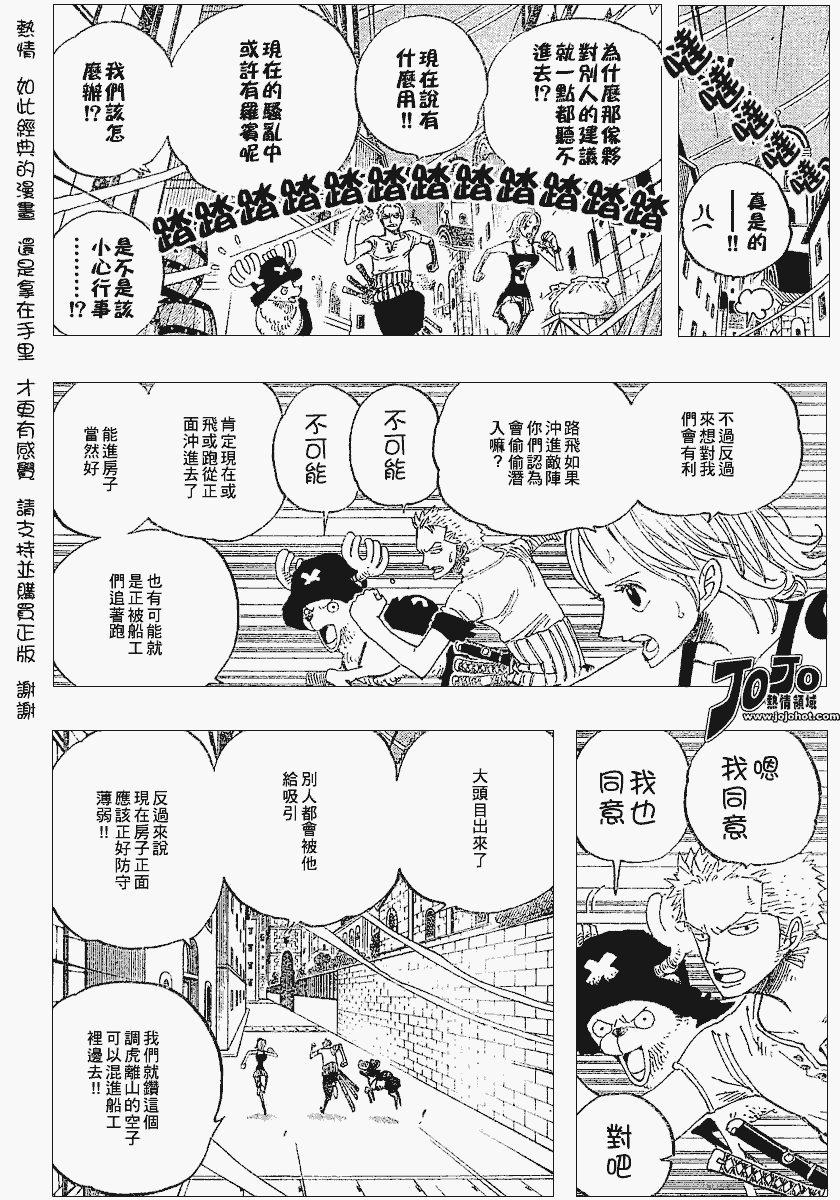 噠噠噠噠噠
真是的
——!!
為什麼那傢夥
對別人的建議
就一點都聽不
進去!?
現在說有
什麼用!!
現在的騷亂中
或許有羅賓呢
我們該怎
麼辦!?
踏踏踏踏踏踏踏踏踏踏踏踏
是不是該
小心行事
………!?
不過反過
來想對我
們會有利
路飛如果
沖進敵陣
你們認為
會偷偷潛
入嘛？
不可能
不可能
肯定現在或
飛或跑從正
面沖進去了
能進房子
當然好
也有可能就
是正被船工
們追著跑
嗯
我同意
我也
同意
對吧
大頭目出來了
別人都會被他
給吸引
反過來說
現在房子正面
應該正好防守
薄弱!!
我們就鑽這個
調虎離山的空子
可以混進船工
裡邊去!!
熱情 如此經典的漫畫 還是拿在手里 才更有感覺 請支持並購買正版 謝謝
JOJO
熱情領域
www.jojohot.com